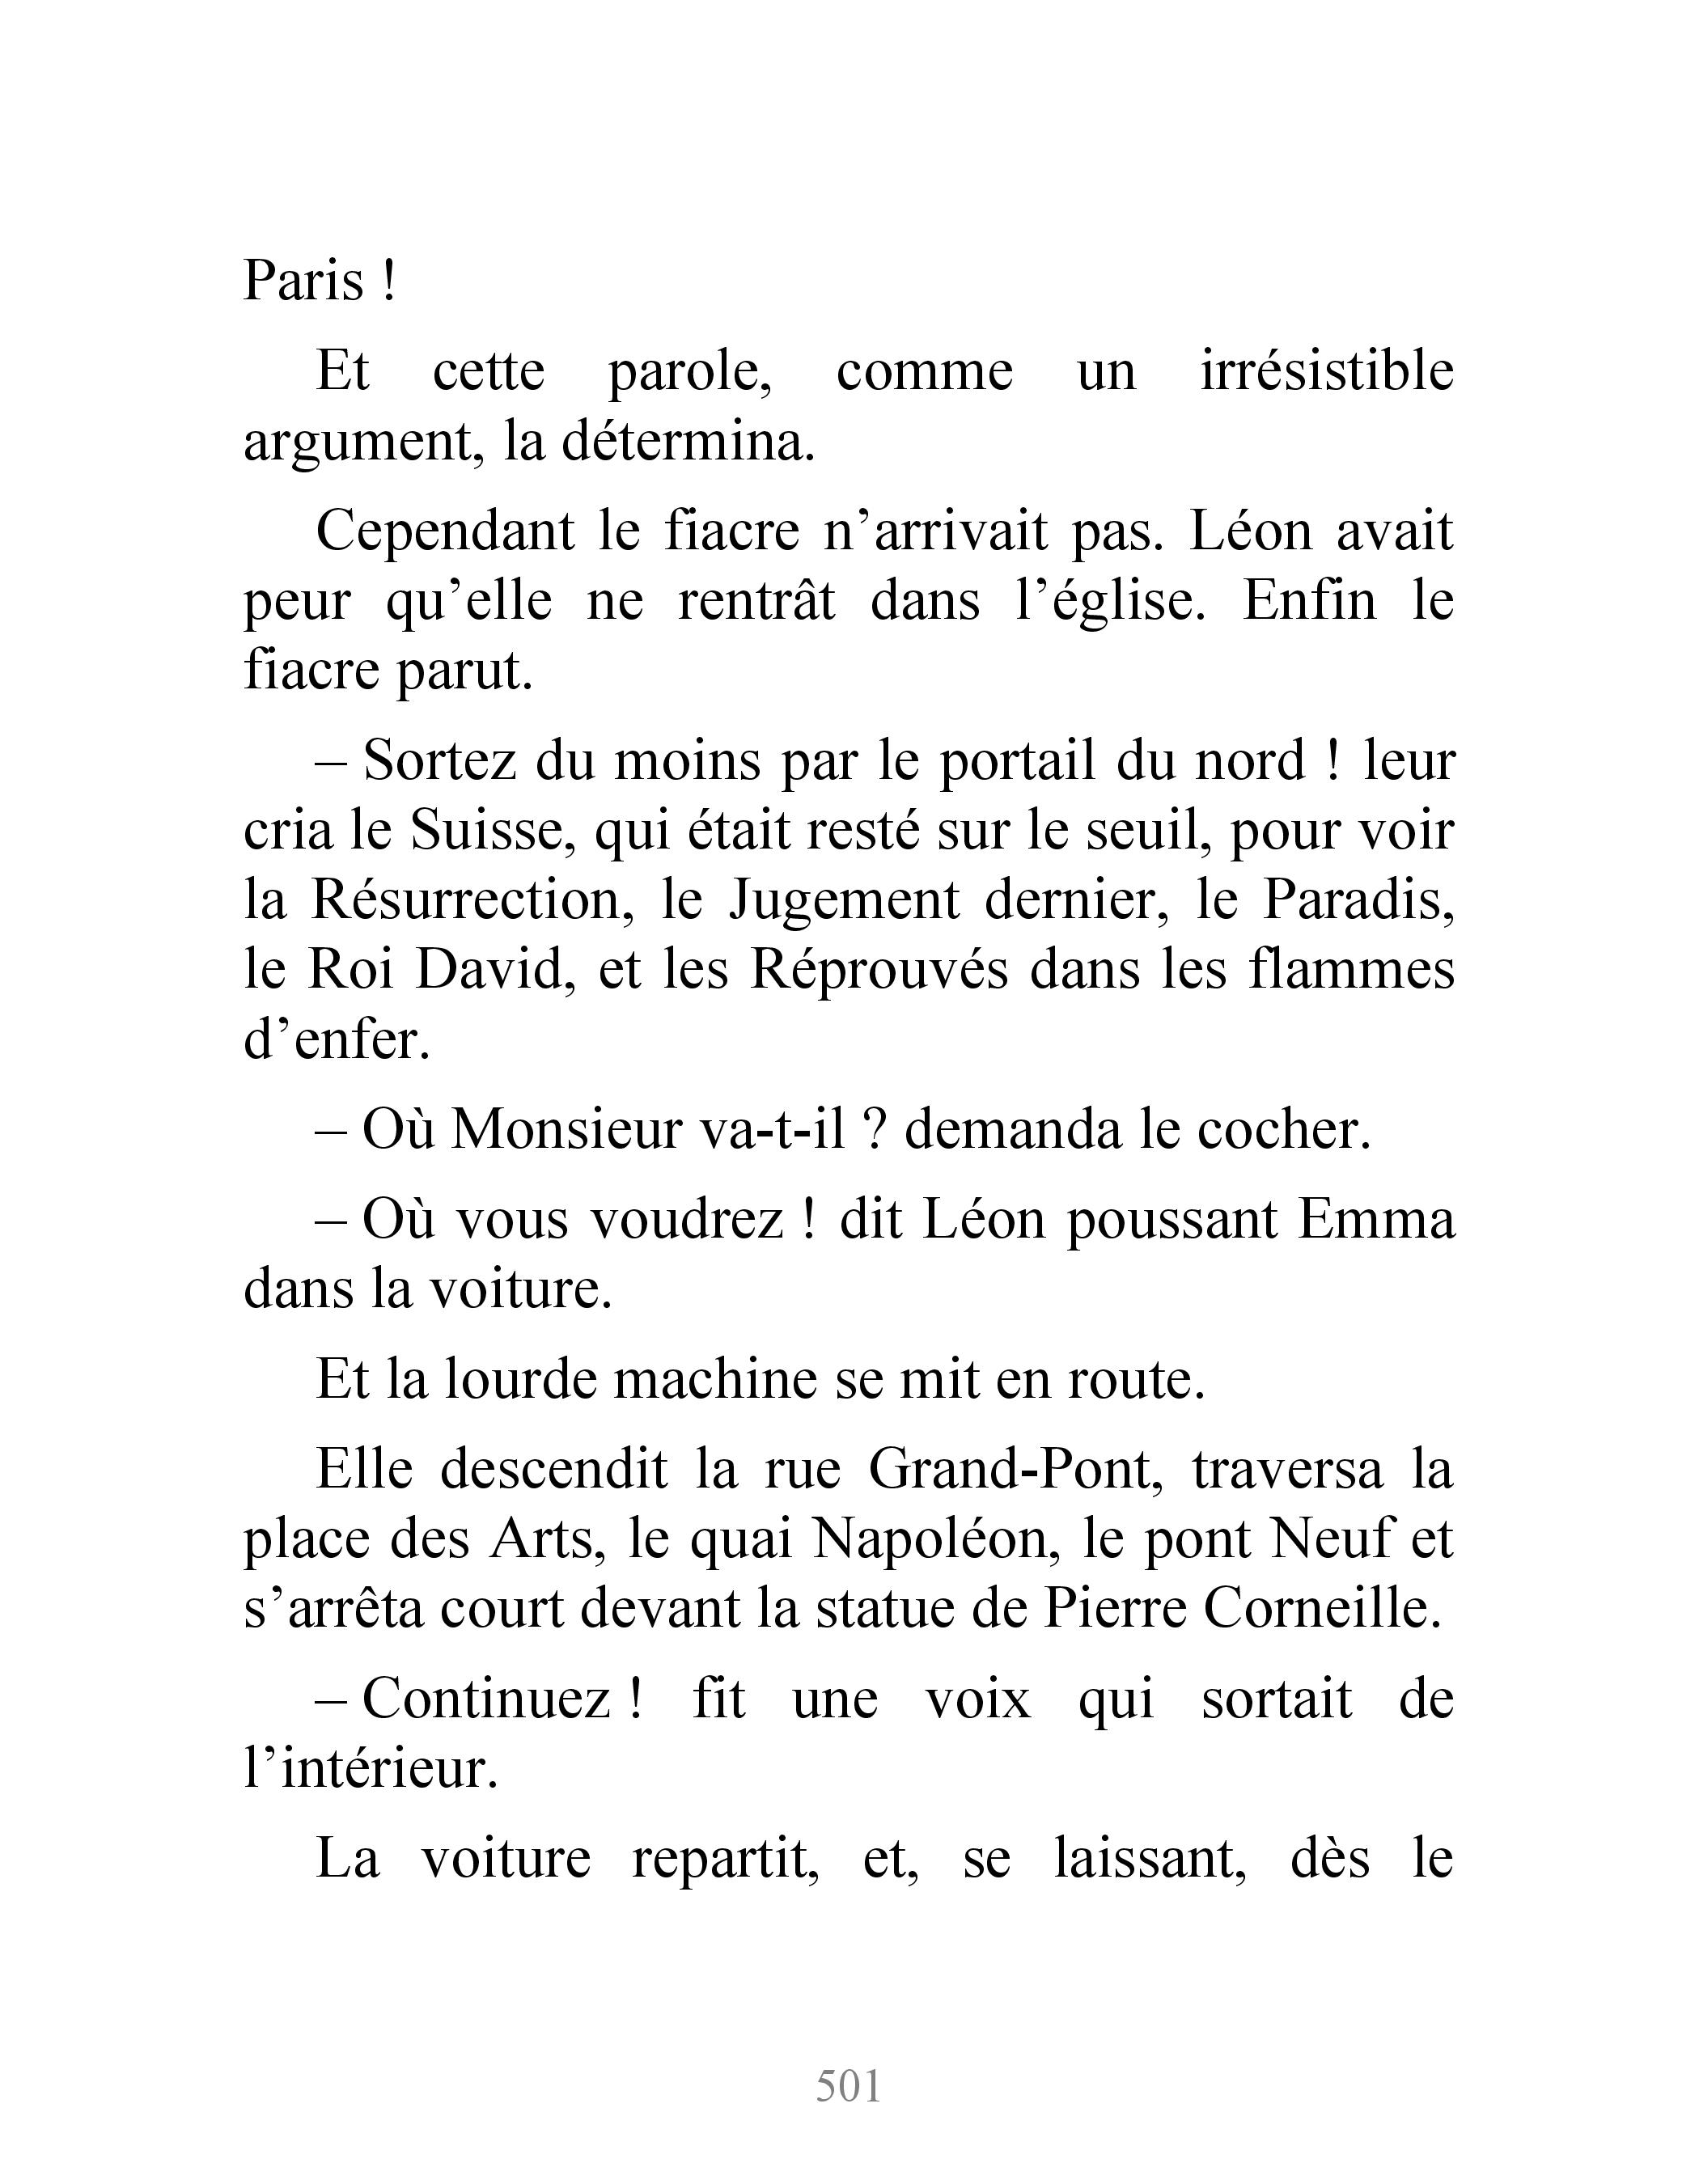 Paris !
Et cette parole, comme un irrésistible
argument, la détermina.
Cependant le fiacre n’arrivait pas. Léon avait
peur qu’elle ne rentrât dans l’église. Enfin le
fiacre parut.
– Sortez du moins par le portail du nord ! leur
cria le Suisse, qui était resté sur le seuil, pour voir
la Résurrection, le Jugement dernier, le Paradis,
le Roi David, et les Réprouvés dans les flammes
d’enfer.
– Où Monsieur va-t-il ? demanda le cocher.
– Où vous voudrez ! dit Léon poussant Emma
dans la voiture.
Et la lourde machine se mit en route.
Elle descendit la rue Grand-Pont, traversa la
place des Arts, le quai Napoléon, le pont Neuf et
s’arrêta court devant la statue de Pierre Corneille.
– Continuez ! fit une voix qui sortait de
l’intérieur.
La voiture repartit, et, se laissant, dès le
501